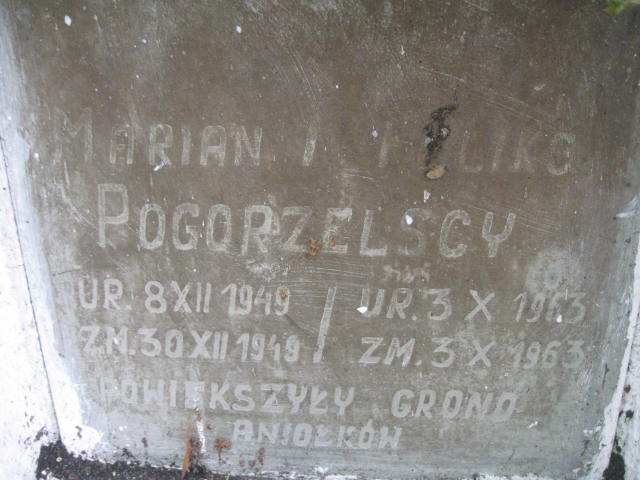 MARIAN I FELIKS
POGORZELSCY
UR. 8 XII 1949 / UR. 3 X 1963
ZM. 30 XII 1949 / ZM. 3 X 1963
POWIEKSZYŁY GRONO
ANIOŁKÓW